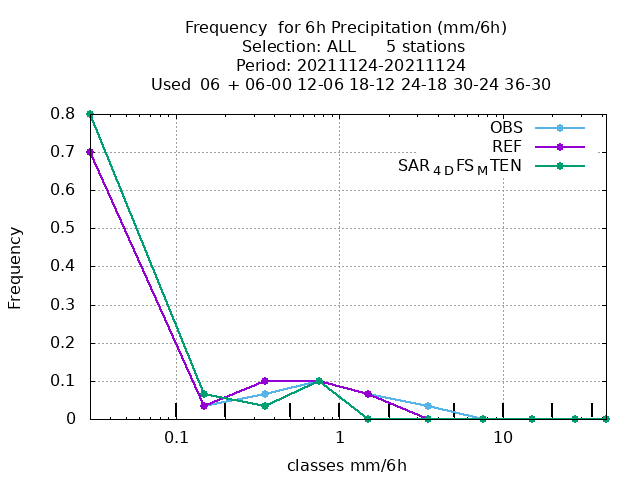 Frequency  for 6h Precipitation (mm/6h)
Selection: ALL      5 stations
Period: 20211124-20211124
Used  06  + 06-00 12-06 18-12 24-18 30-24 36-30
OBS
REF
SAR4DFSMTEN
0.8
0.7
0.6
0.5
0.4
0.3
0.2
0.1
0
Frequency
0.1 1 10
classes mm/6h